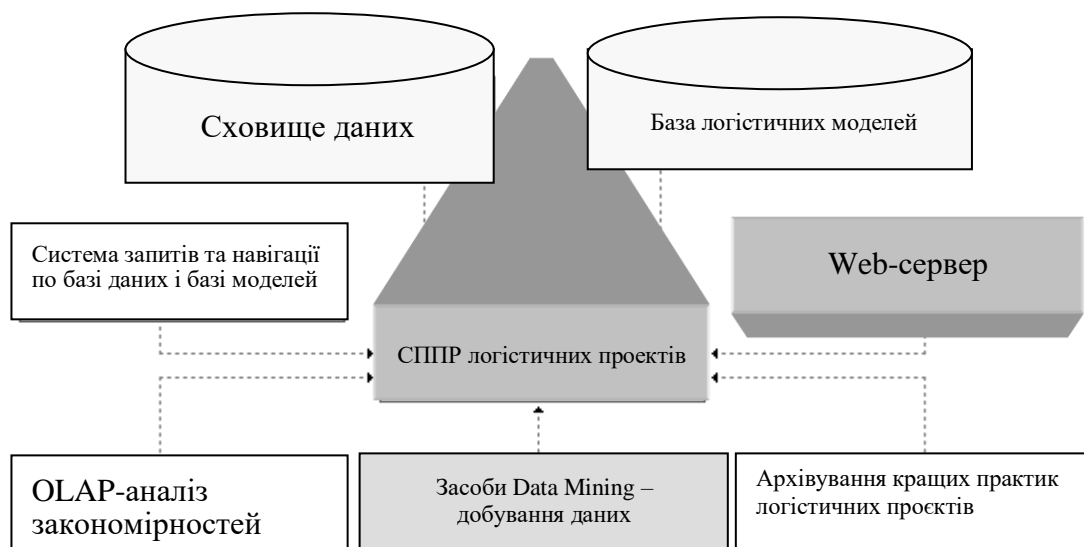 Сховище даних
База логістичних моделей
Система запитів та навігації
по базі даних і базі моделей
Web-сервер
СППР логістичних проектів
OLAP-аналіз
закономірностей
Засоби Data Mining –
добування даних
Архівування кращих практик
логістичних проєктів